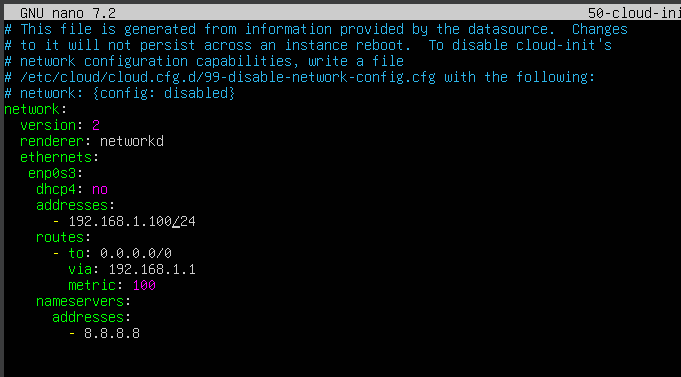 GNU nano 7.2 50-cloud-ini
# This file is generated from information provided by the datasource.  Changes
# to it will not persist across an instance reboot.  To disable cloud-init's
# network configuration capabilities, write a file
# /etc/cloud/cloud.cfg.d/99-disable-network-config.cfg with the following:
# network: {config: disabled}
network:
  version: 2
  renderer: networkd
  ethernets:
   enp0s3:
    dhcp4: no
    addresses:
      - 192.168.1.100/24
    routes:
      - to: 0.0.0.0/0
        via: 192.168.1.1
        metric: 100
    nameservers:
      addresses:
        - 8.8.8.8